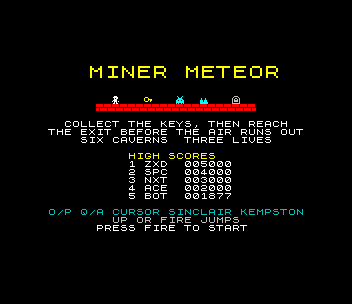 MINER METEOR
COLLECT THE KEYS, THEN REACH
THE EXIT BEFORE THE AIR RUNS OUT
SIX CAVERNS  THREE LIVES
HIGH SCORES
1 ZXD  005000
2 SPC  004000
3 NXT  003000
4 ACE  002000
5 BOT  001877
O/P Q/A CURSOR SINCLAIR KEMPSTON
UP OR FIRE JUMPS
PRESS FIRE TO START